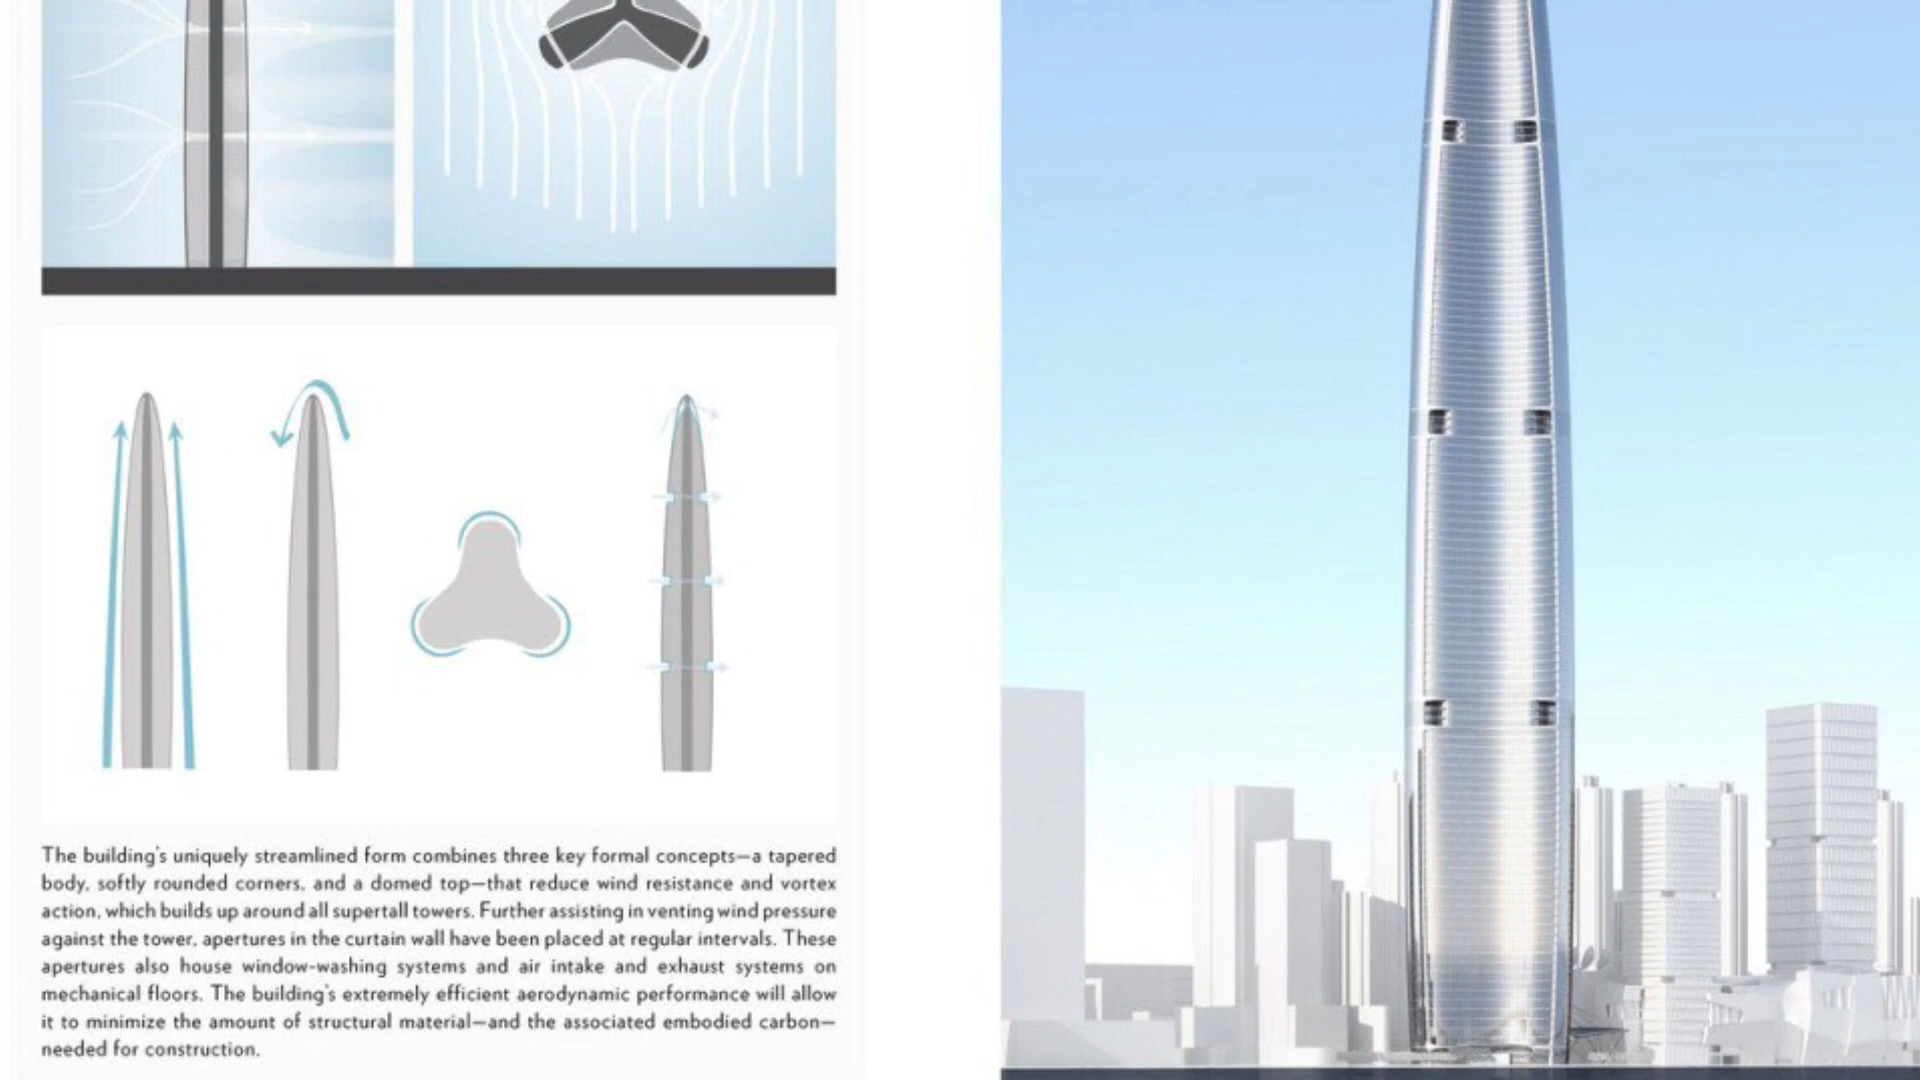 The building's uniquely streamlined form combines three key formal concepts—a tapered
body, softly rounded corners, and a domed top—that reduce wind resistance and vortex
action, which builds up around all supertall towers. Further assisting in venting wind pressure
against the tower, apertures in the curtain wall have been placed at regular intervals. These
apertures also house window-washing systems and air intake and exhaust systems on
mechanical floors. The building's extremely efficient aerodynamic performance will allow
it to minimize the amount of structural material—and the associated embodied carbon—
needed for construction.